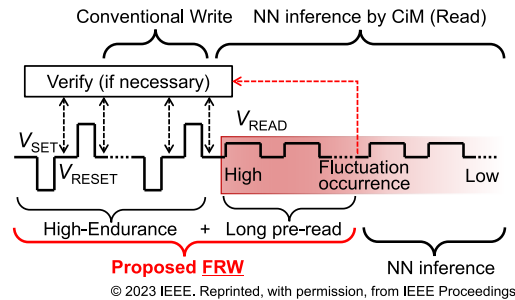 Conventional Write
NN inference by CiM (Read)
Verify (if necessary)
VREAD
VSET
VRESET
High
Fluctuation
occurrence
Low
High-Endurance + Long pre-read
Proposed FRW
NN inference
© 2023 IEEE. Reprinted, with permission, from IEEE Proceedings